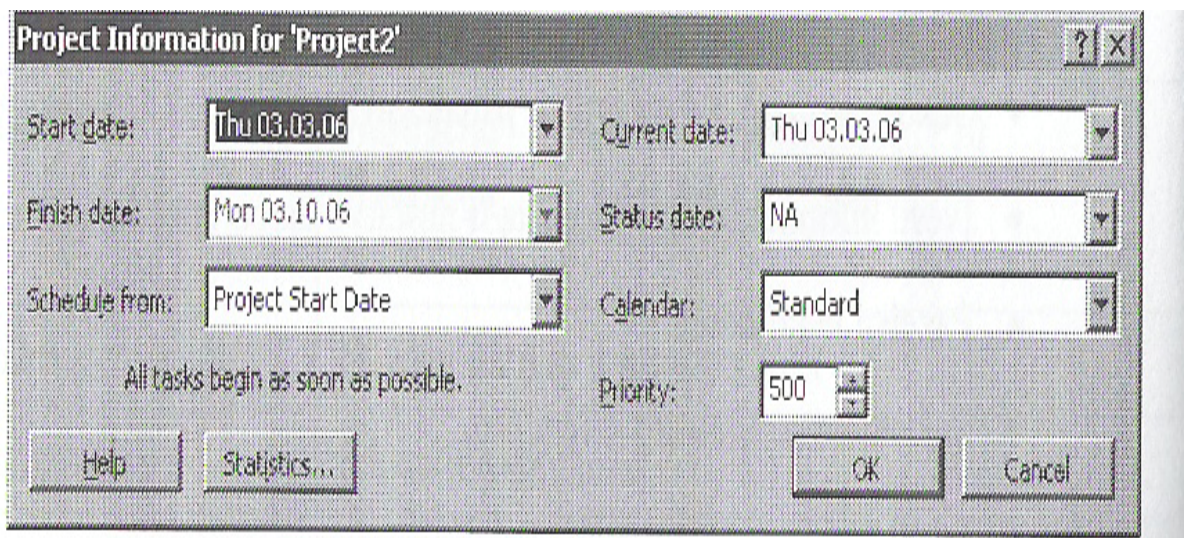 Project Information for 'Project2'
Start date: Thu 03.03.06 Current date: Thu 03.03.06
Finish date: Mon 03.10.06 Status date: NA
Schedule from: Project Start Date Calendar: Standard
All tasks begin as soon as possible. Priority: 500
Help Statistics... OK Cancel